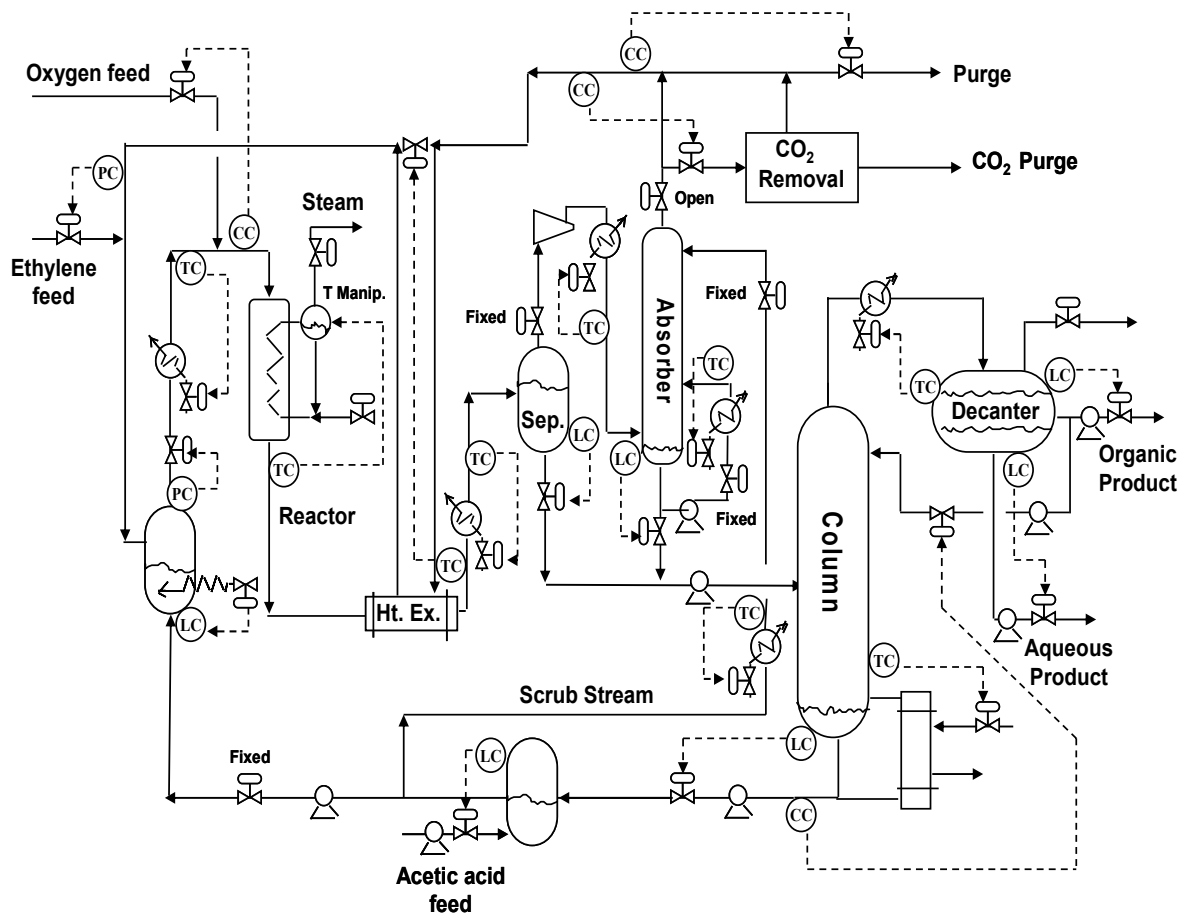 CC
Oxygen feed
CC
Purge
CO₂
Removal
CO₂ Purge
PC
Open
Steam
CC
Ethylene
feed
TC
T Manip.
Fixed
Fixed
TC
Absorber
TC
TC
LC
Decanter
Sep.
LC
LC
TC
TC
Organic
Product
LC
PC
Reactor
Fixed
Column
TC
Ht. Ex.
TC
LC
TC
Aqueous
Product
Scrub Stream
LC
Fixed
LC
CC
Acetic acid
feed